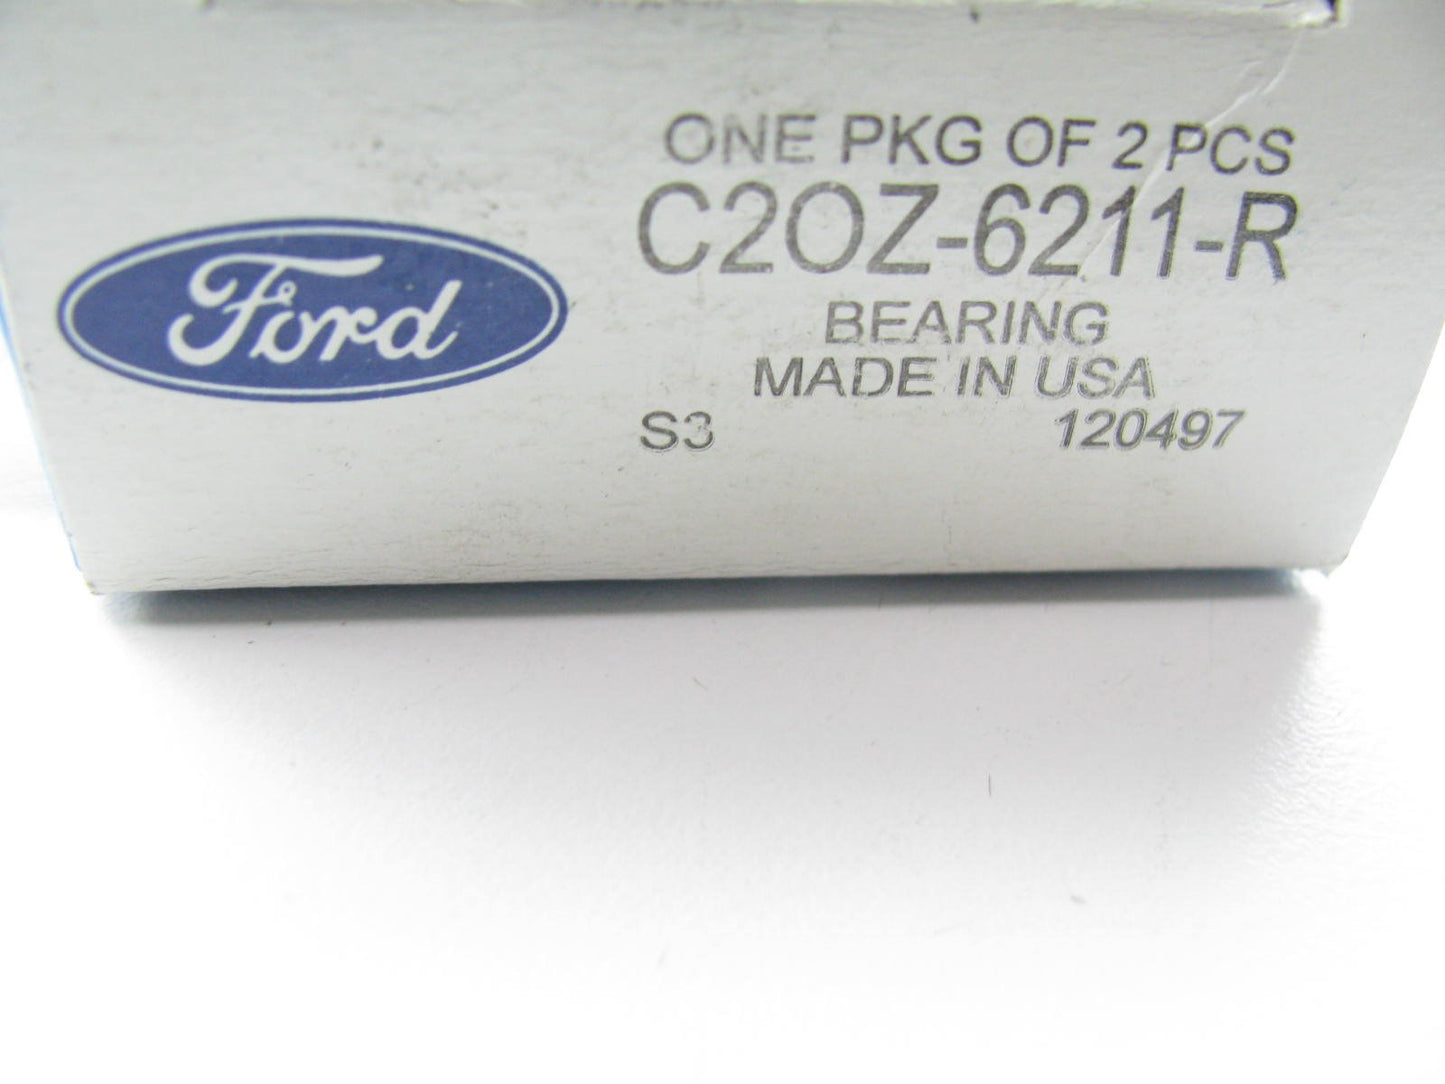 ONE PKG OF 2 PCS
C2OZ-6211-R
Ford
BEARING
MADE IN USA
S3 120497